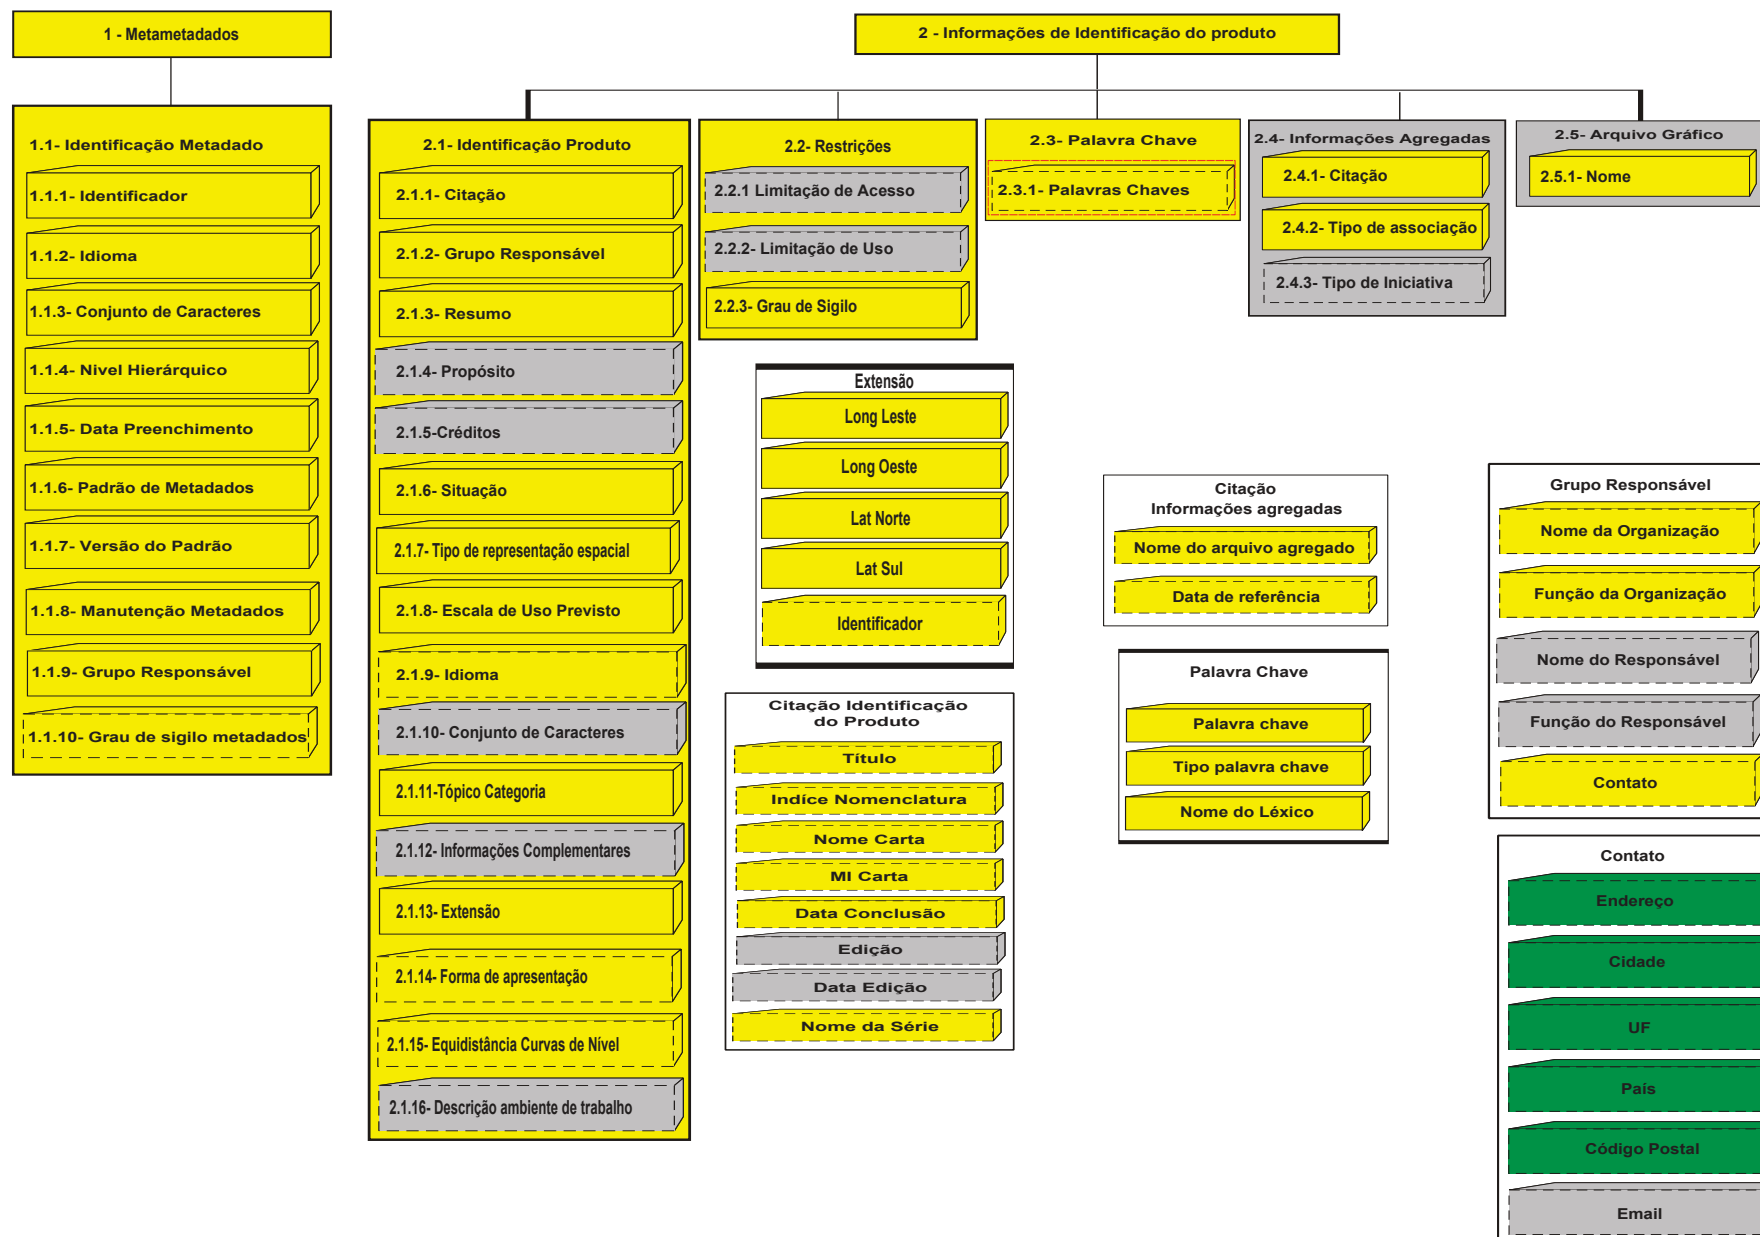 1 - Metametadados
1.1- Identificação Metadado
1.1.1- Identificador
1.1.2- Idioma
1.1.3- Conjunto de Caracteres
1.1.4- Nivel Hierárquico
1.1.5- Data Preenchimento
1.1.6- Padrão de Metadados
1.1.7- Versão do Padrão
1.1.8- Manutenção Metadados
1.1.9- Grupo Responsável
1.1.10- Grau de sigilo metadados
2 - Informações de Identificação do produto
2.1- Identificação Produto
2.1.1- Citação
2.1.2- Grupo Responsável
2.1.3- Resumo
2.1.4- Propósito
2.1.5-Créditos
2.1.6- Situação
2.1.7- Tipo de representação espacial
2.1.8- Escala de Uso Previsto
2.1.9- Idioma
2.1.10- Conjunto de Caracteres
2.1.11-Tópico Categoria
2.1.12- Informações Complementares
2.1.13- Extensão
2.1.14- Forma de apresentação
2.1.15- Equidistância Curvas de Nível
2.1.16- Descrição ambiente de trabalho
2.2- Restrições
2.2.1 Limitação de Acesso
2.2.2- Limitação de Uso
2.2.3- Grau de Sigilo
2.3- Palavra Chave
2.3.1- Palavras Chaves
2.4- Informações Agregadas
2.4.1- Citação
2.4.2- Tipo de associação
2.4.3- Tipo de Iniciativa
2.5- Arquivo Gráfico
2.5.1- Nome
Extensão
Long Leste
Long Oeste
Lat Norte
Lat Sul
Identificador
Citação Identificação
do Produto
Título
Indíce Nomenclatura
Nome Carta
MI Carta
Data Conclusão
Edição
Data Edição
Nome da Série
Citação
Informações agregadas
Nome do arquivo agregado
Data de referência
Palavra Chave
Palavra chave
Tipo palavra chave
Nome do Léxico
Grupo Responsável
Nome da Organização
Função da Organização
Nome do Responsável
Função do Responsável
Contato
Contato
Endereço
Cidade
UF
País
Código Postal
Email